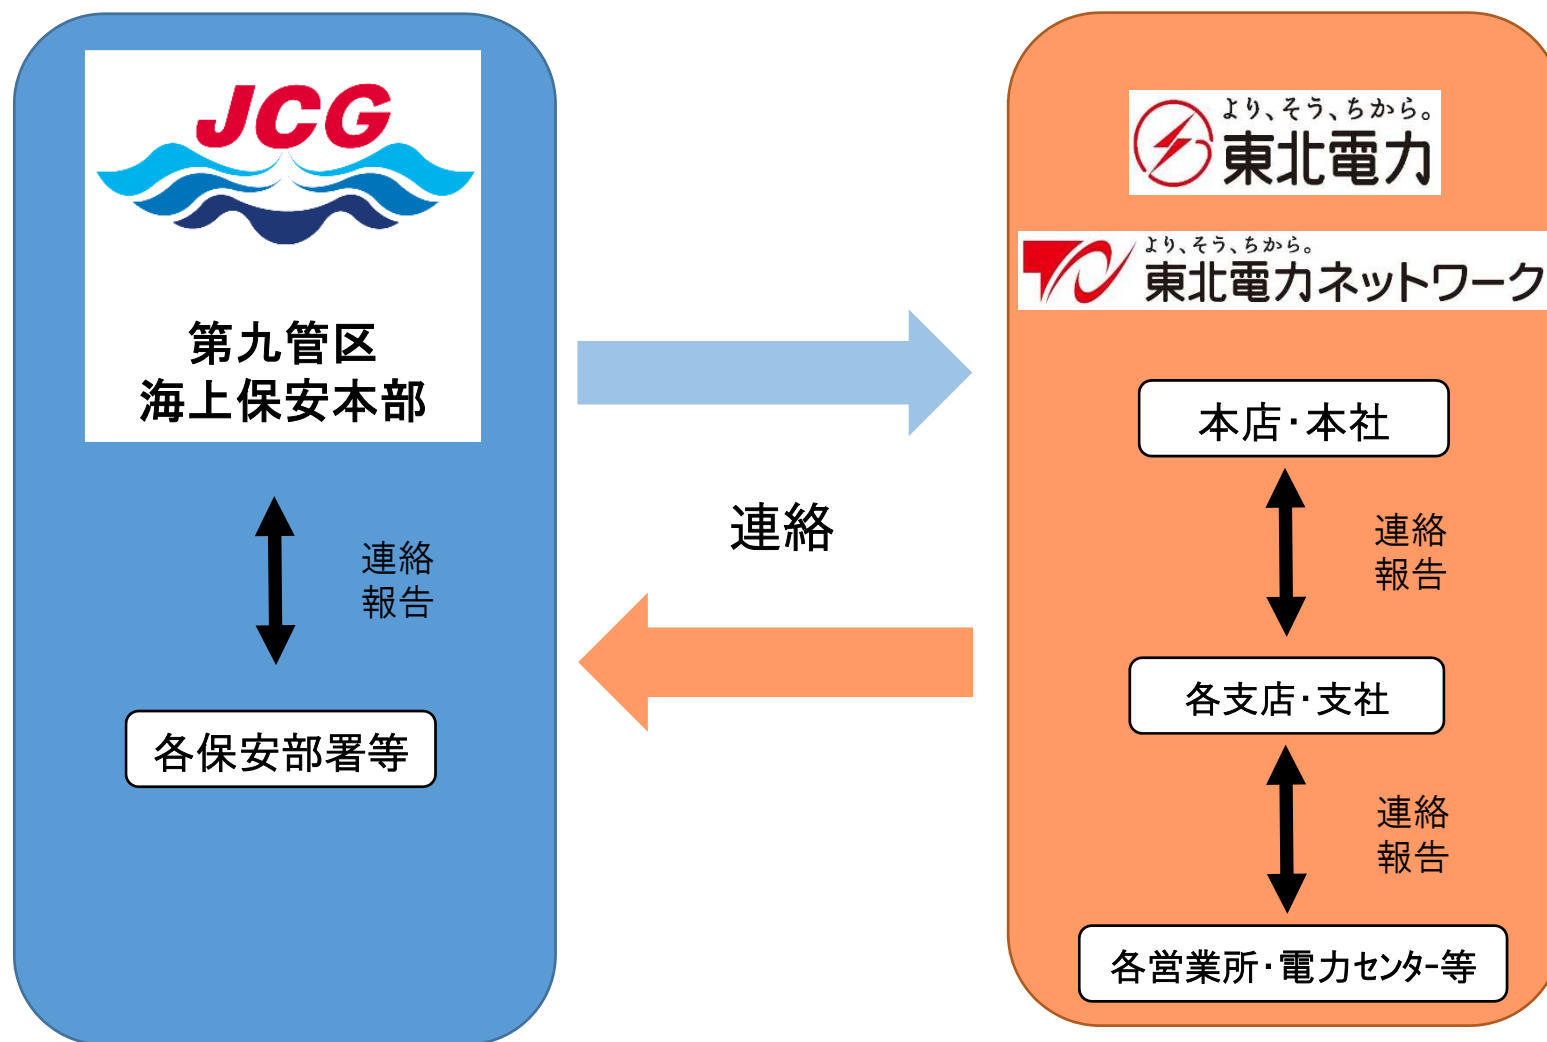 JCG
第九管区
海上保安本部
連絡
報告
各保安部署等
連絡
より、そう、ちから。
東北電力
より、そう、ちから。
東北電力ネットワーク
本店・本社
連絡
報告
各支店・支社
連絡
報告
各営業所・電力センター等